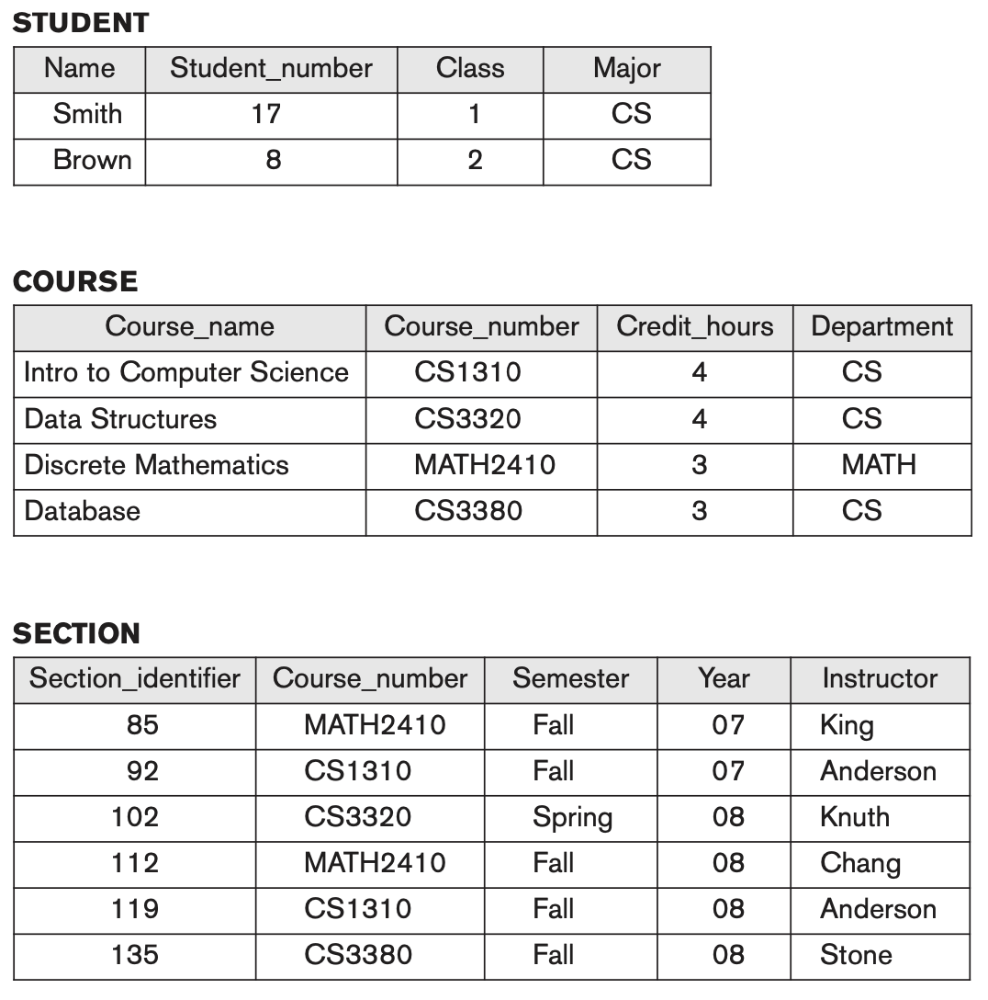 STUDENT
Name Student_number Class Major
Smith 17 1 CS
Brown 8 2 CS
COURSE
Course_name Course_number Credit_hours Department
Intro to Computer Science CS1310 4 CS
Data Structures CS3320 4 CS
Discrete Mathematics MATH2410 3 MATH
Database CS3380 3 CS
SECTION
Section_identifier Course_number Semester Year Instructor
85 MATH2410 Fall 07 King
92 CS1310 Fall 07 Anderson
102 CS3320 Spring 08 Knuth
112 MATH2410 Fall 08 Chang
119 CS1310 Fall 08 Anderson
135 CS3380 Fall 08 Stone